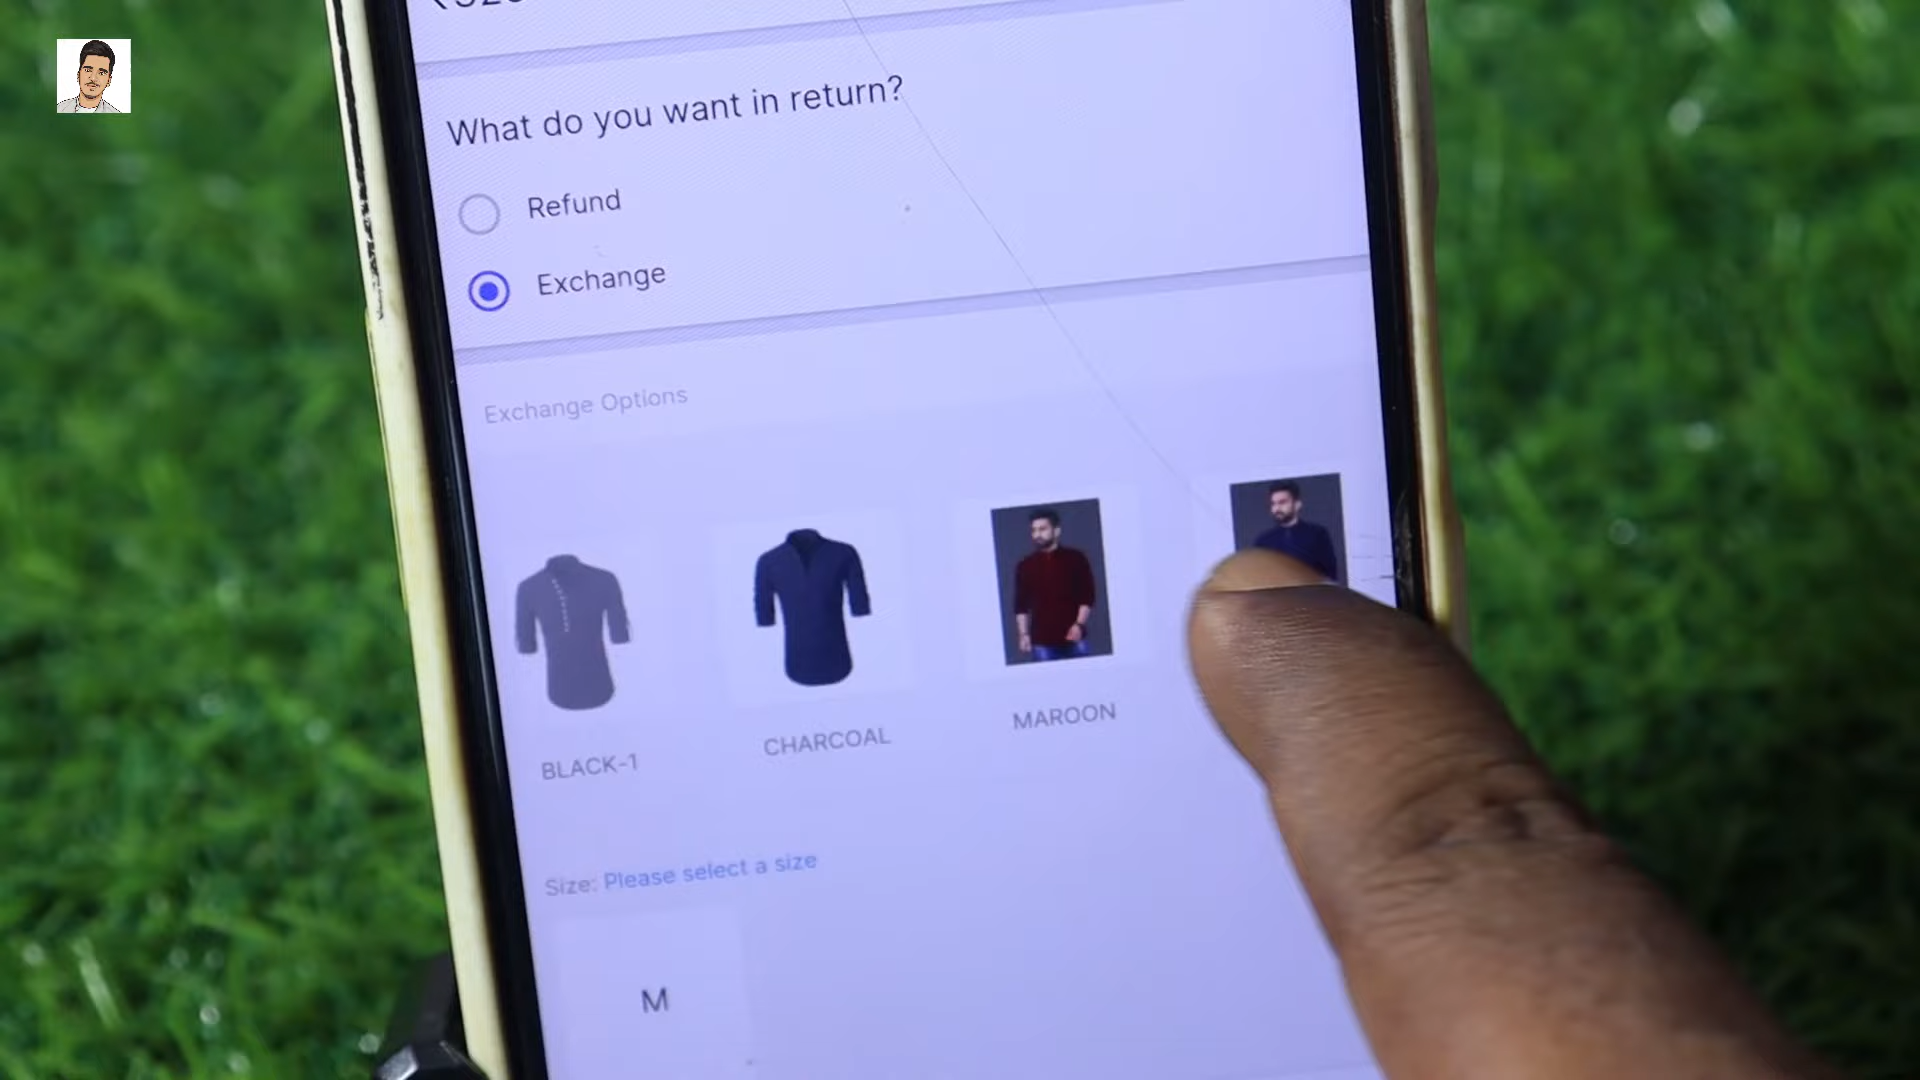 What do you want in return?
Refund
Exchange
Exchange Options
BLACK-1
CHARCOAL
MAROON
Size: Please select a size
M